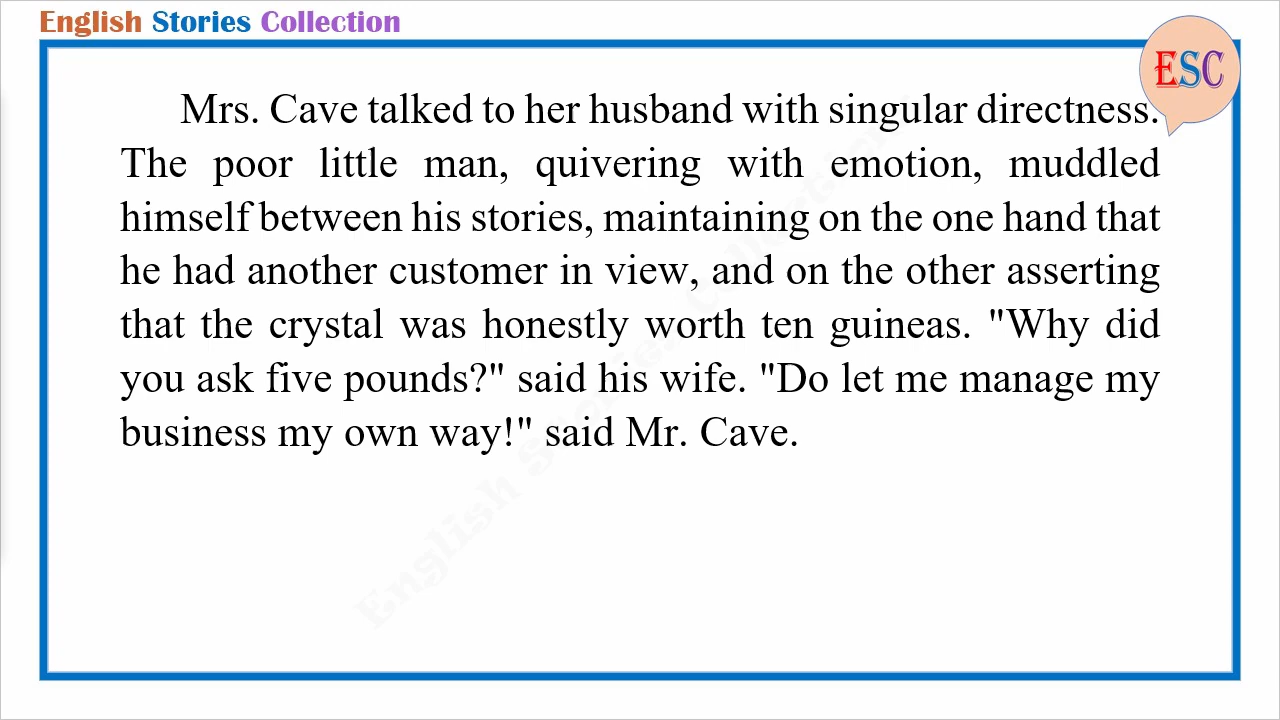 English Stories Collection
ESC
Mrs. Cave talked to her husband with singular directness.
The poor little man, quivering with emotion, muddled
himself between his stories, maintaining on the one hand that
he had another customer in view, and on the other asserting
that the crystal was honestly worth ten guineas. "Why did
you ask five pounds?" said his wife. "Do let me manage my
business my own way!" said Mr. Cave.
English Stories Collection